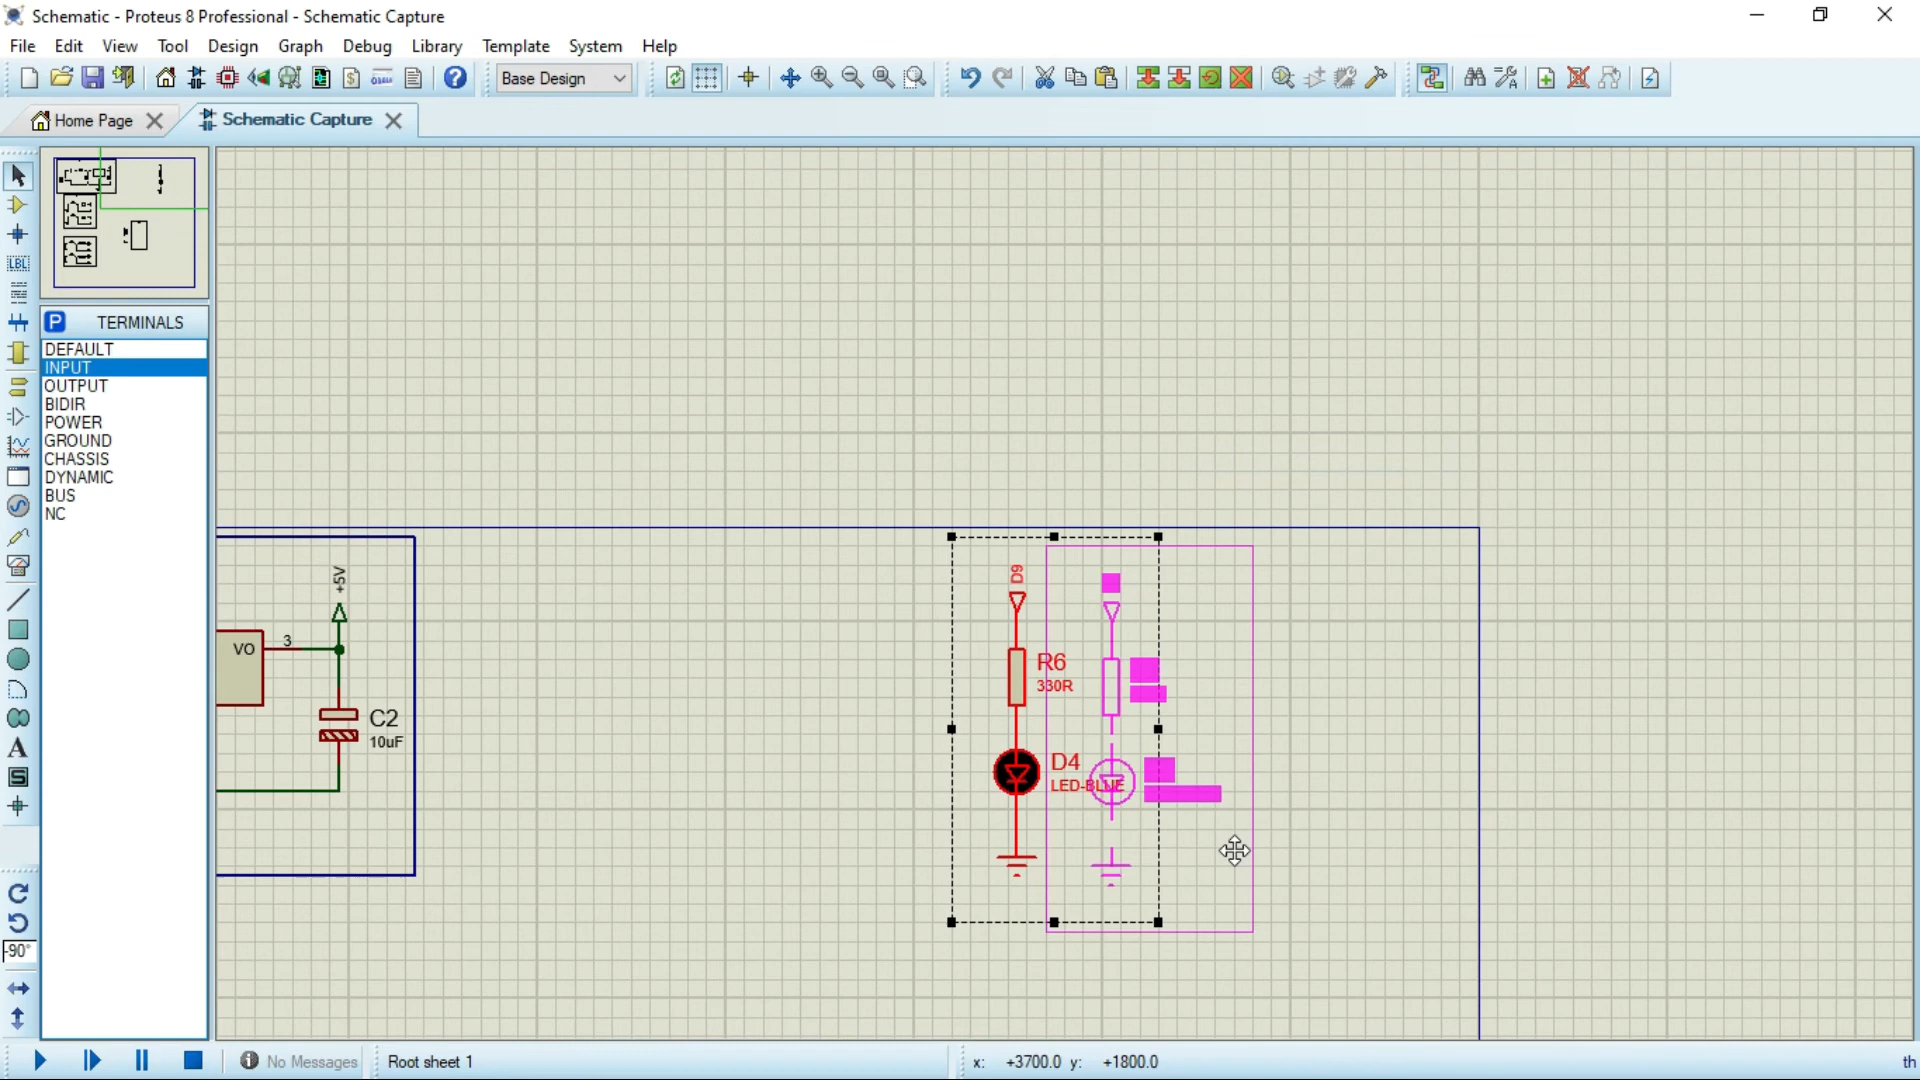 Schematic - Proteus 8 Professional - Schematic Capture
File Edit View Tool Design Graph Debug Library Template System Help
Base Design
Home Page
Schematic Capture
LBL
P TERMINALS
DEFAULT
INPUT
OUTPUT
BIDIR
POWER
GROUND
CHASSIS
DYNAMIC
BUS
NC
A
S
-90°
+5V
VO
3
C2
10uF
D9
R6
330R
D4
LED-BLUE
No Messages
Root sheet 1
x: +3700.0 y: +1800.0
th